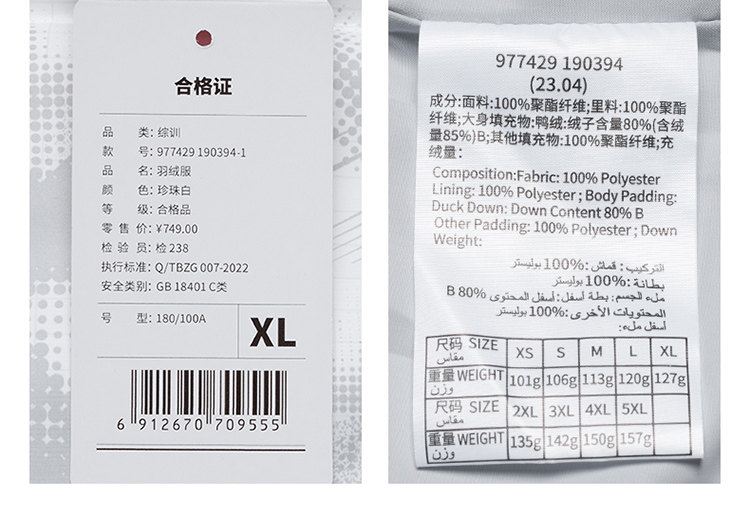 合格证
品 类: 综训
款 号: 977429 190394-1
品 名: 羽绒服
颜 色: 珍珠白
等 级: 合格品
零 售 价: ¥749.00
检 验 员: 检 238
执行标准: Q/TBZG 007-2022
安全类别: GB 18401 C类
号 型: 180/100A
XL
6 912670 709555
977429 190394
(23.04)
成分:面料:100%聚酯纤维;里料:100%聚酯
纤维;大身填充物:鸭绒:绒子含量80%(含绒
量85%)B;其他填充物:100%聚酯纤维;充
绒量:
Composition:Fabric: 100% Polyester
Lining: 100% Polyester ; Body Padding:
Duck Down: Down Content 80% B
Other Padding: 100% Polyester ; Down
Weight:
التركيب: قماش: 100% بوليستر
بطانة: 100% بوليستر
ملء الجسم: بطة أسفل: أسفل المحتوى 80% B
المحتويات الأخرى: 100% بوليستر
أسفل ملء:
尺码 SIZE مقاس XS S M L XL
重量 WEIGHT وزن 101g 106g 113g 120g 127g
尺码 SIZE مقاس 2XL 3XL 4XL 5XL
重量 WEIGHT وزن 135g 142g 150g 157g